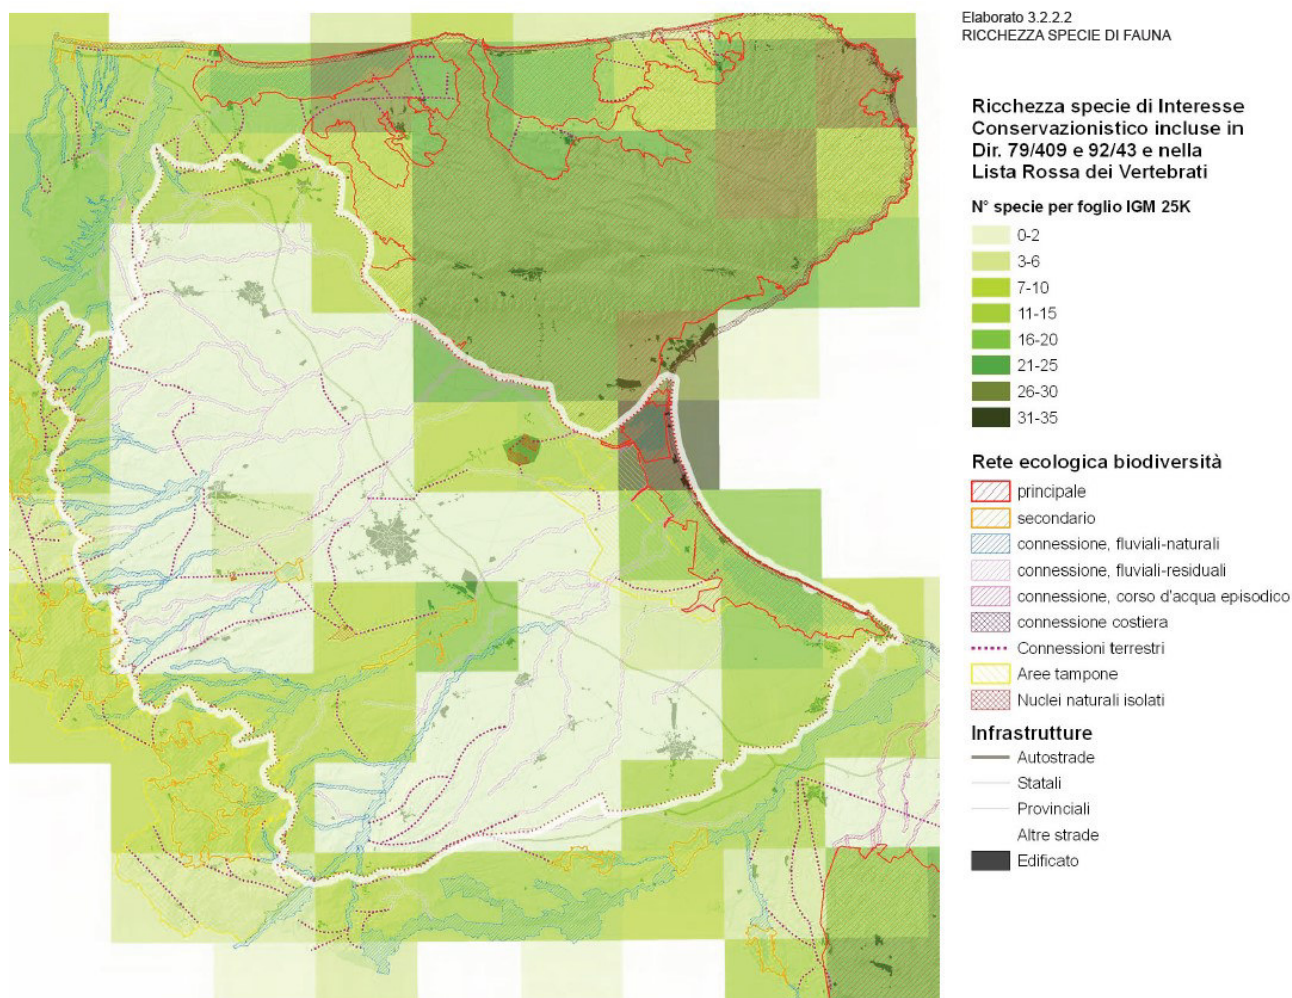 Elaborato 3.2.2.2
RICCHEZZA SPECIE DI FAUNA
Ricchezza specie di Interesse
Conservazionistico incluse in
Dir. 79/409 e 92/43 e nella
Lista Rossa dei Vertebrati
N° specie per foglio IGM 25K
0-2
3-6
7-10
11-15
16-20
21-25
26-30
31-35
Rete ecologica biodiversità
principale
secondario
connessione, fluviali-naturali
connessione, fluviali-residuali
connessione, corso d'acqua episodico
connessione costiera
Connessioni terrestri
Aree tampone
Nuclei naturali isolati
Infrastrutture
Autostrade
Statali
Provinciali
Altre strade
Edificato